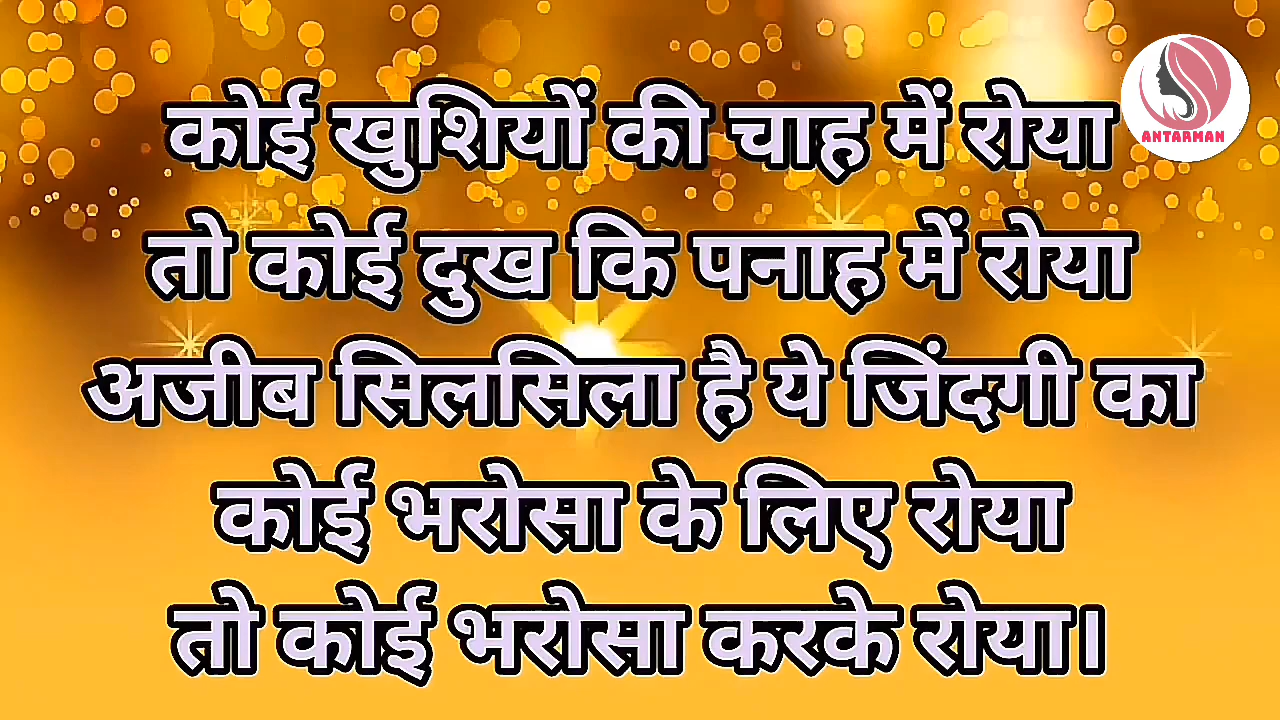 कोई खुशियों की चाह में रोया
ANTARMAN
तो कोई दुख कि पनाह में रोया
अजीब सिलसिला है ये जिंदगी का
कोई भरोसा के लिए रोया
तो कोई भरोसा करके रोया।